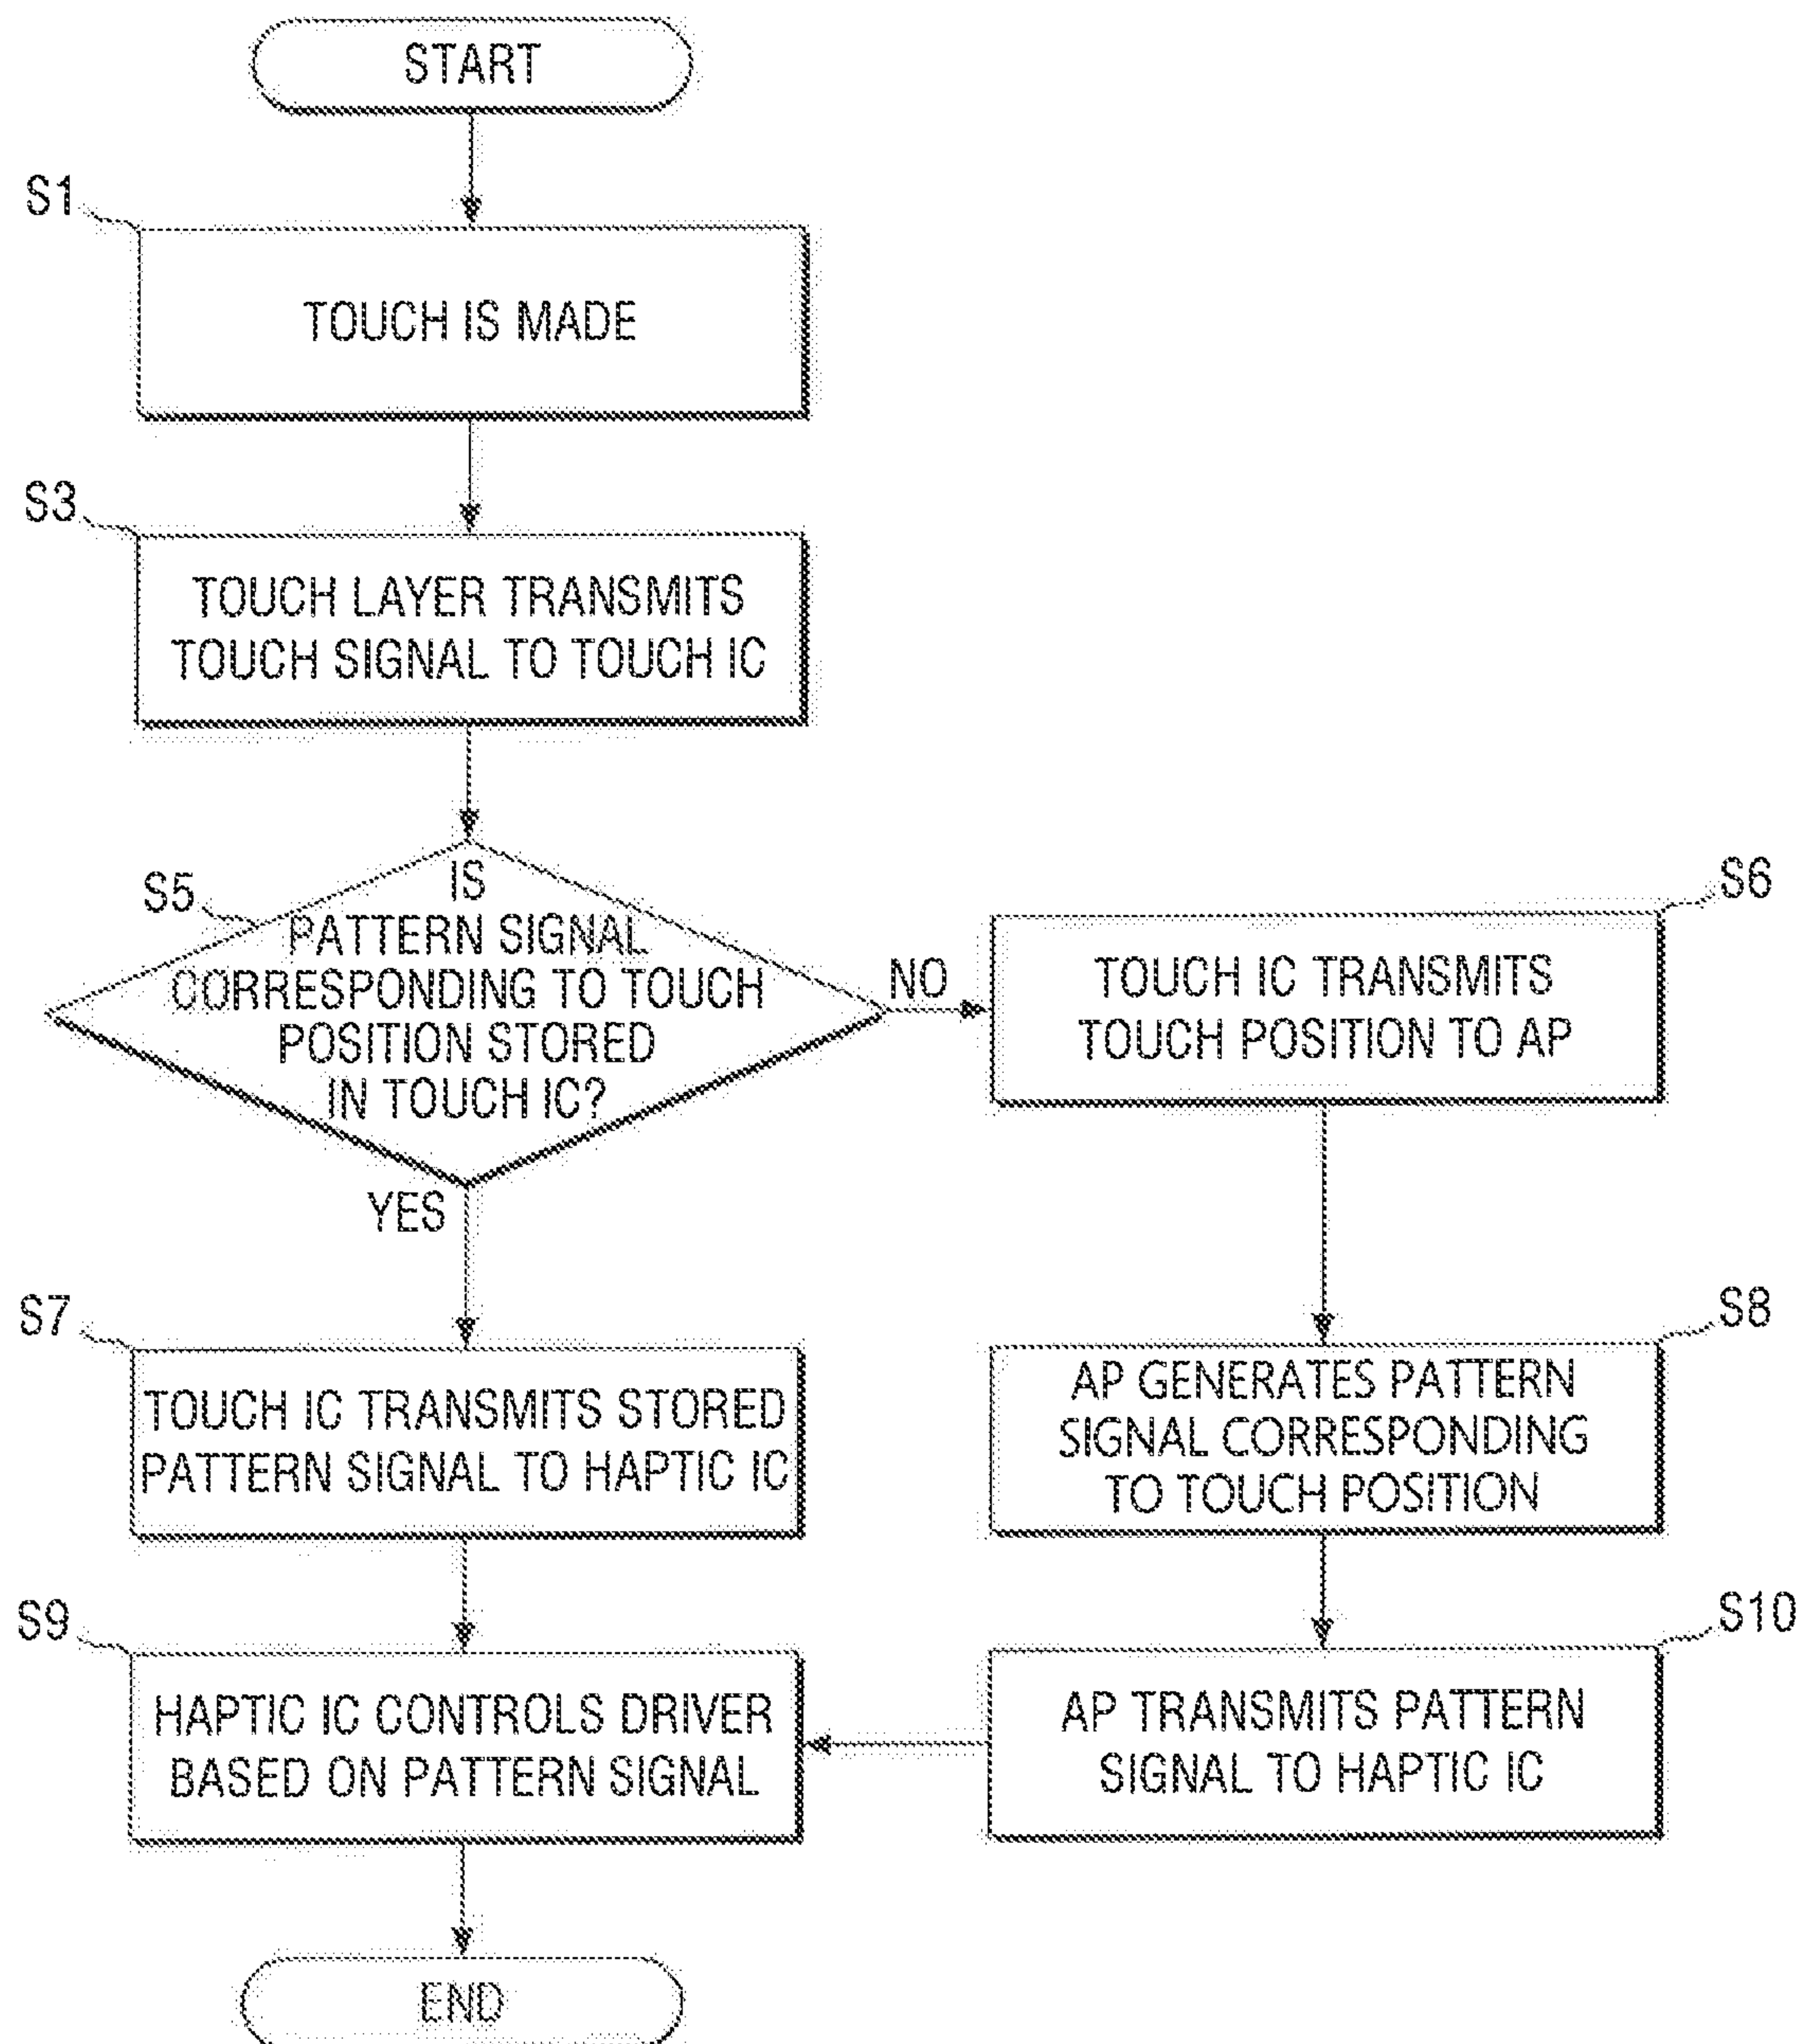 START
S1
TOUCH IS MADE
S3
TOUCH LAYER TRANSMITS
TOUCH SIGNAL TO TOUCH IC
S5
IS
PATTERN SIGNAL
CORRESPONDING TO TOUCH
POSITION STORED
IN TOUCH IC?
NO
YES
S6
TOUCH IC TRANSMITS
TOUCH POSITION TO AP
S7
TOUCH IC TRANSMITS STORED
PATTERN SIGNAL TO HAPTIC IC
S8
AP GENERATES PATTERN
SIGNAL CORRESPONDING
TO TOUCH POSITION
S9
HAPTIC IC CONTROLS DRIVER
BASED ON PATTERN SIGNAL
S10
AP TRANSMITS PATTERN
SIGNAL TO HAPTIC IC
END